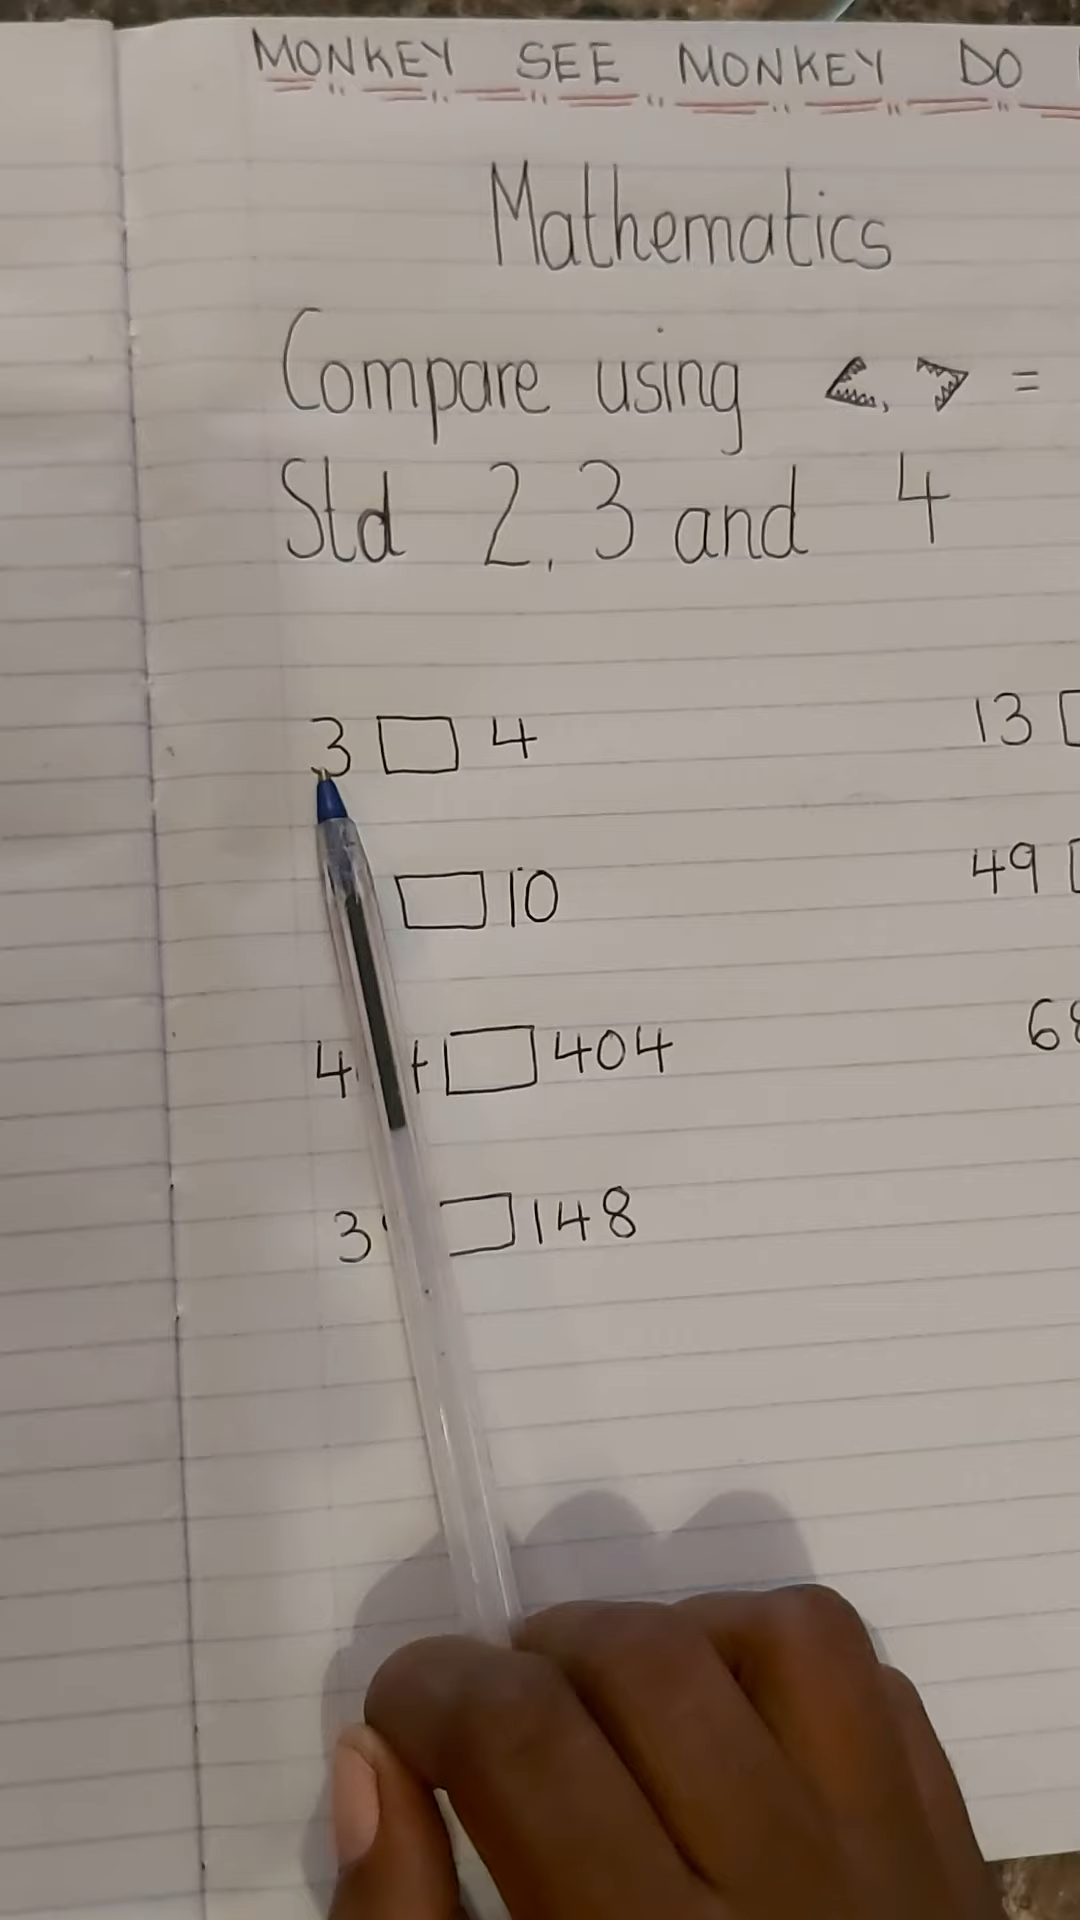 MONKEY SEE MONKEY DO
Mathematics
Compare using <, > =
Std 2, 3 and 4
3 □ 4
13
□ 10
49
□ 404
□ 148